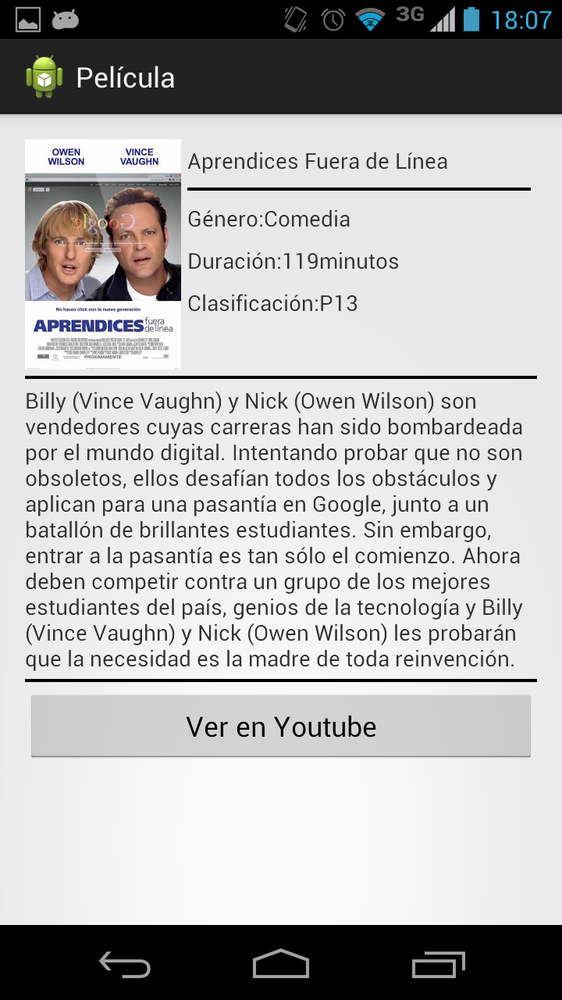 3G 18:07
Película
OWEN WILSON
VINCE VAUGHN
Google
No hacen click con la nueva generación
APRENDICES fuera de línea
PRÓXIMAMENTE
Aprendices Fuera de Línea
Género:Comedia
Duración:119minutos
Clasificación:P13
Billy (Vince Vaughn) y Nick (Owen Wilson) son
vendedores cuyas carreras han sido bombardeada
por el mundo digital. Intentando probar que no son
obsoletos, ellos desafían todos los obstáculos y
aplican para una pasantía en Google, junto a un
batallón de brillantes estudiantes. Sin embargo,
entrar a la pasantía es tan sólo el comienzo. Ahora
deben competir contra un grupo de los mejores
estudiantes del país, genios de la tecnología y Billy
(Vince Vaughn) y Nick (Owen Wilson) les probarán
que la necesidad es la madre de toda reinvención.
Ver en Youtube